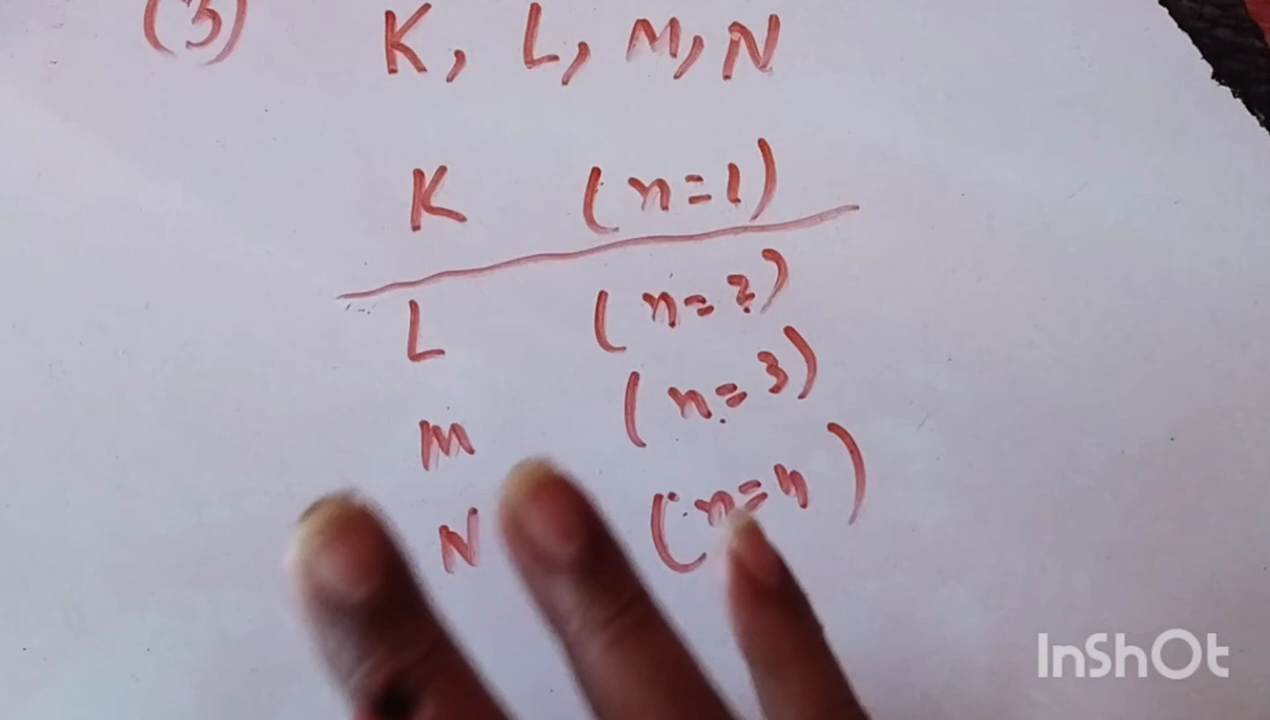 (3) K, L, M, N
K (n=1)
L (n=2)
M (n=3)
N (n=4)
InShOt